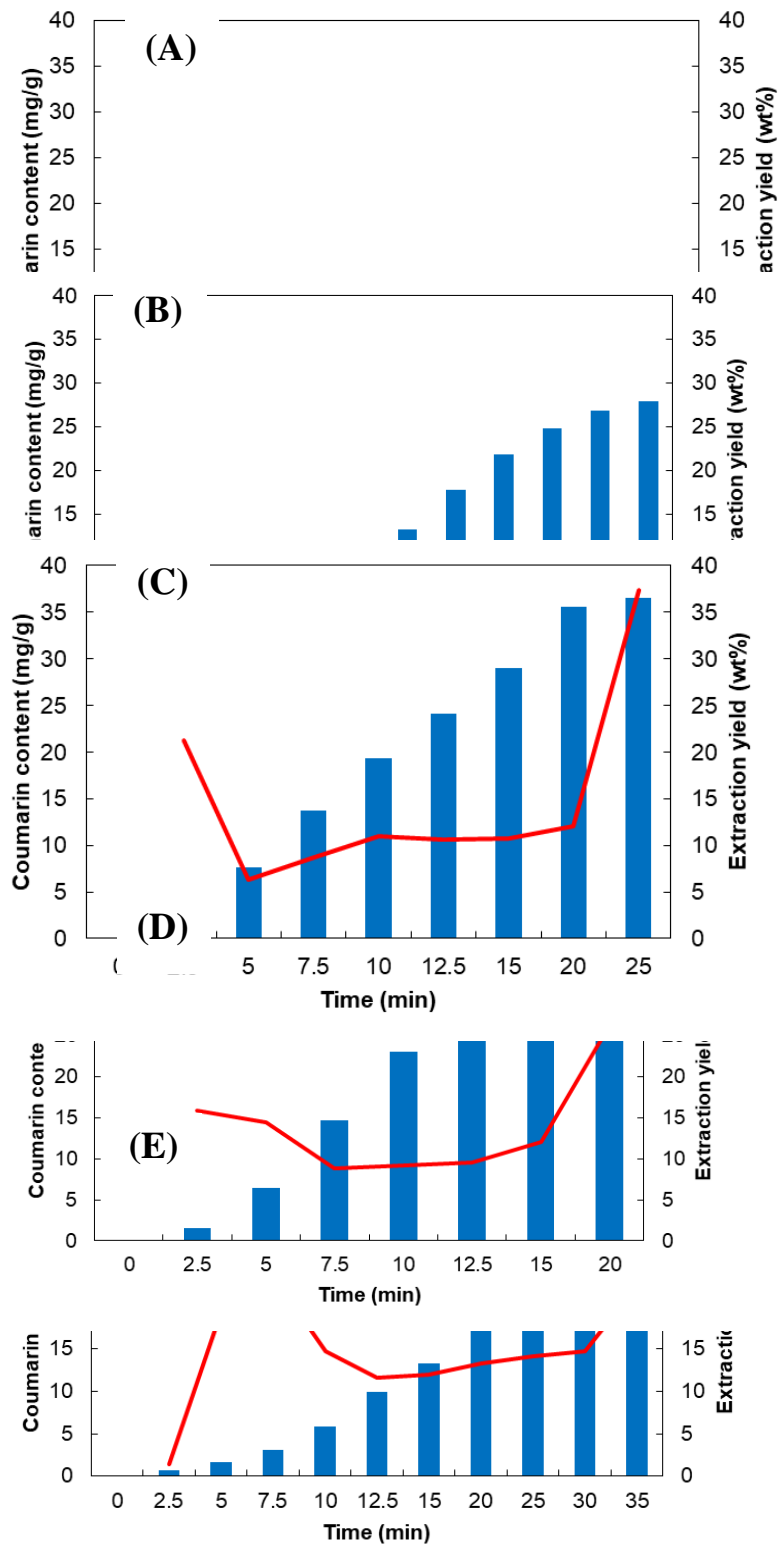 (A)
40 35 30 25 20 15
arin content (mg/g)
40 35 30 25 20 15
action yield (wt%)
(B)
40 35 30 25 20 15
arin content (mg/g)
40 35 30 25 20 15
raction yield (wt%)
(C)
40 35 30 25 20 15 10 5 0
Coumarin content (mg/g)
40 35 30 25 20 15 10 5 0
Extraction yield (wt%)
(D)
5 7.5 10 12.5 15 20 25
Time (min)
20 15 10 5 0
Coumarin conte
20 15 10 5 0
Extraction yiel
(E)
0 2.5 5 7.5 10 12.5 15 20
Time (min)
15 10 5 0
Coumarin
15 10 5 0
Extractio
0 2.5 5 7.5 10 12.5 15 20 25 30 35
Time (min)